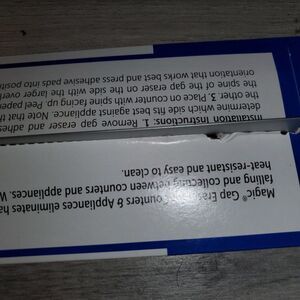 Magic® Gap Eraser Counters & Appliances eliminates
falling and collecting between counters and appliances.
heat-resistant and easy to clean.
Installation Instructions: 1. Remove gap eraser and
determine which side fits best against appliance. Note that
the other. 3. Place on counter with spine facing up. Peel paper
the spine of the gap eraser on the side with the larger
orientation that works best and press adhesive pads into